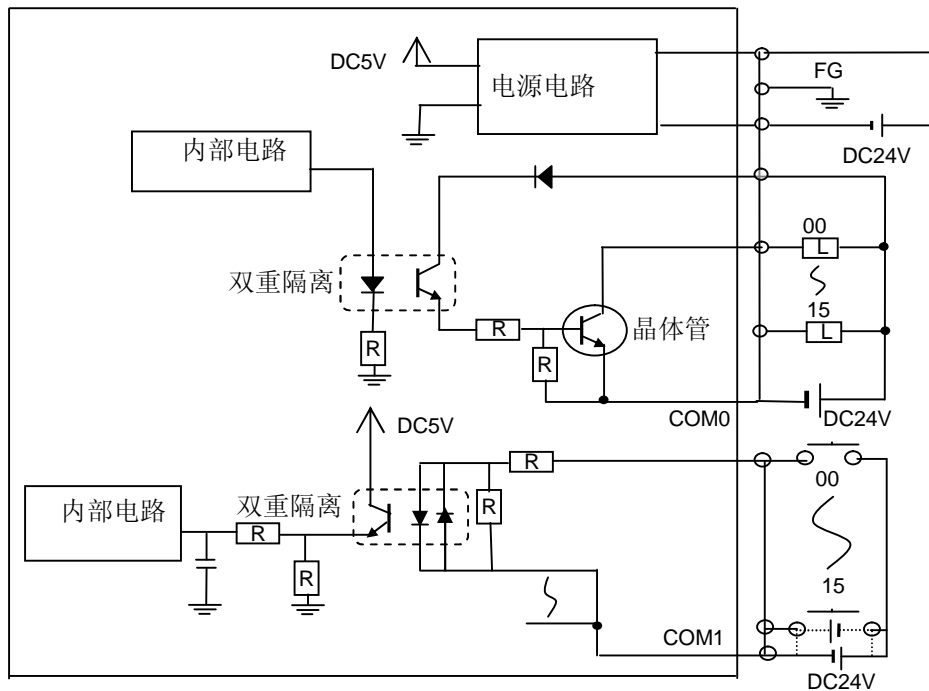 DC5V
电源电路
FG
DC24V
内部电路
00
L
双重隔离
15
R
R
晶体管
L
R
COM0
DC24V
DC5V
R
00
内部电路
双重隔离
R
R
R
15
COM1
DC24V